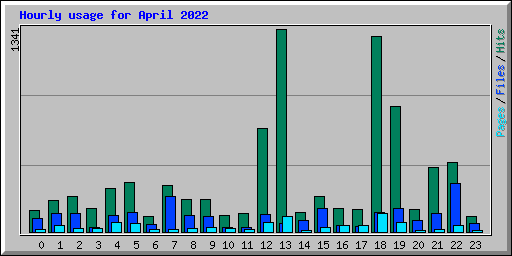 Hourly usage for April 2022
1341
Pages/Files/Hits
0 1 2 3 4 5 6 7 8 9 10 11 12 13 14 15 16 17 18 19 20 21 22 23